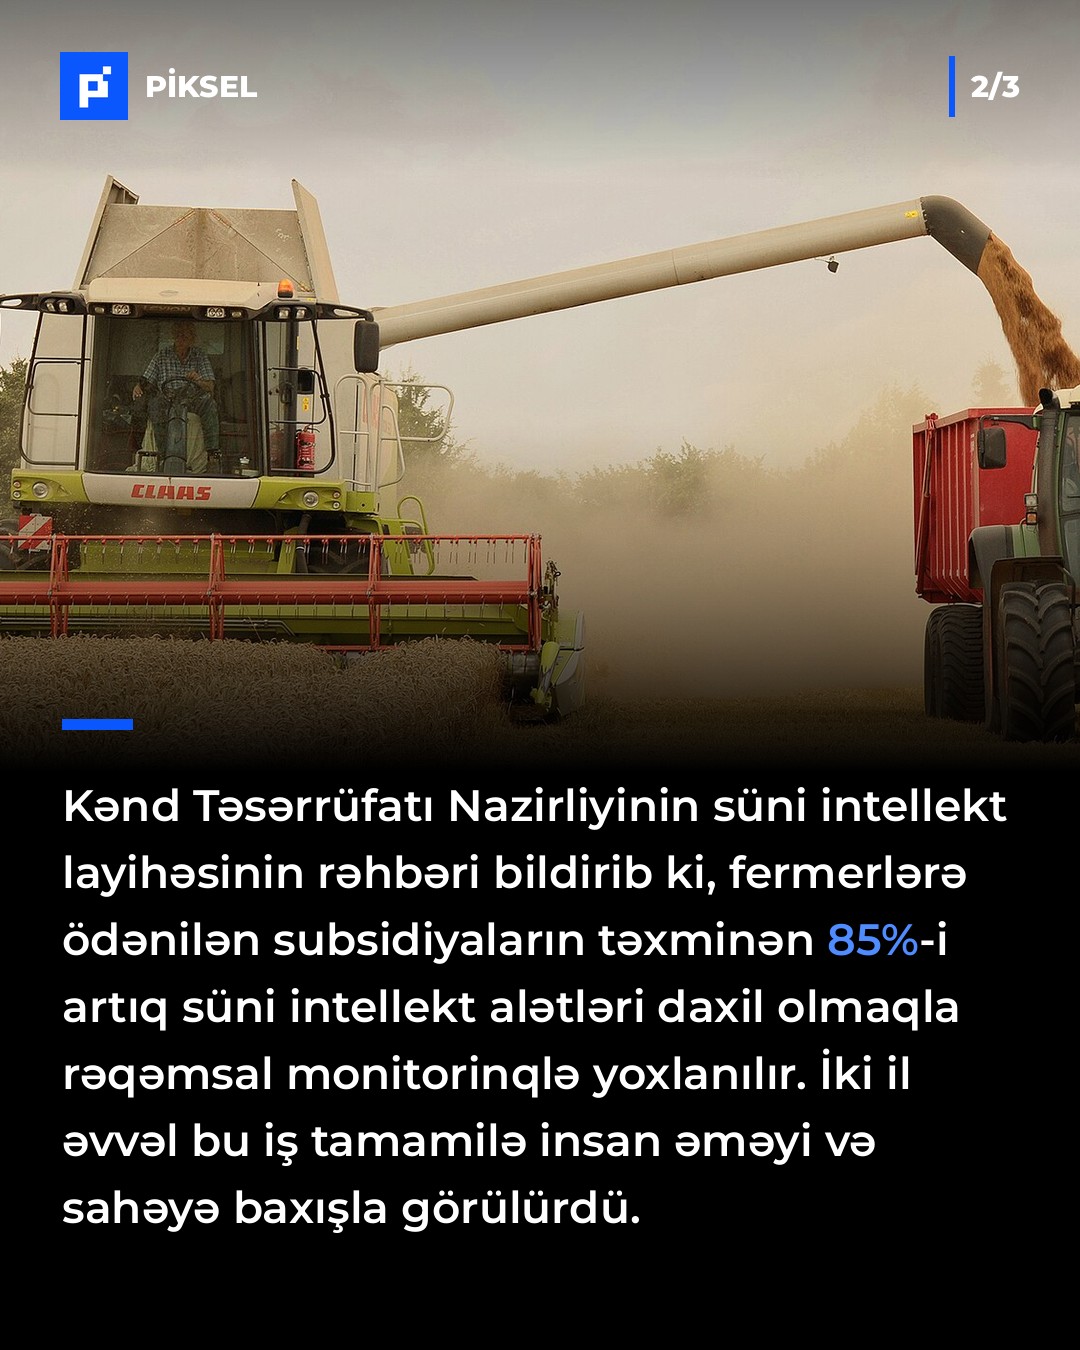 PİKSEL
2/3
CLAAS
Kənd Təsərrüfatı Nazirliyinin süni intellekt
layihəsinin rəhbəri bildirib ki, fermerlərə
ödənilən subsidiyaların təxminən 85%-i
artıq süni intellekt alətləri daxil olmaqla
rəqəmsal monitorinqlə yoxlanılır. İki il
əvvəl bu iş tamamilə insan əməyi və
sahəyə baxışla görülürdü.